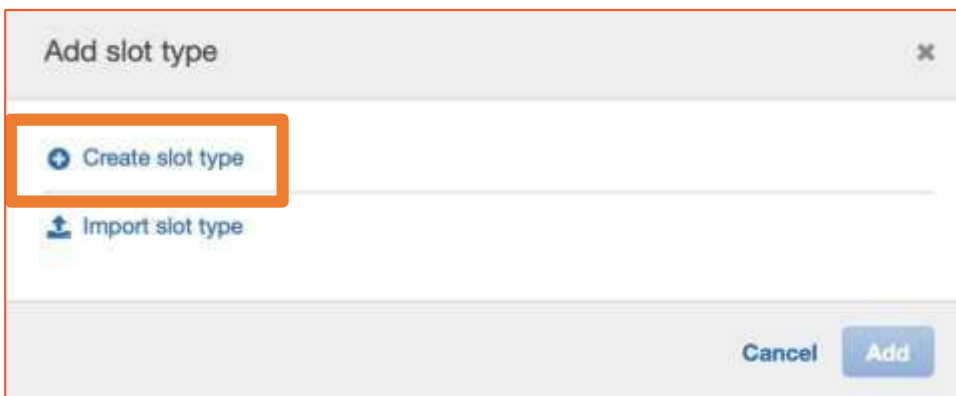 Add slot type
Create slot type
Import slot type
Cancel Add